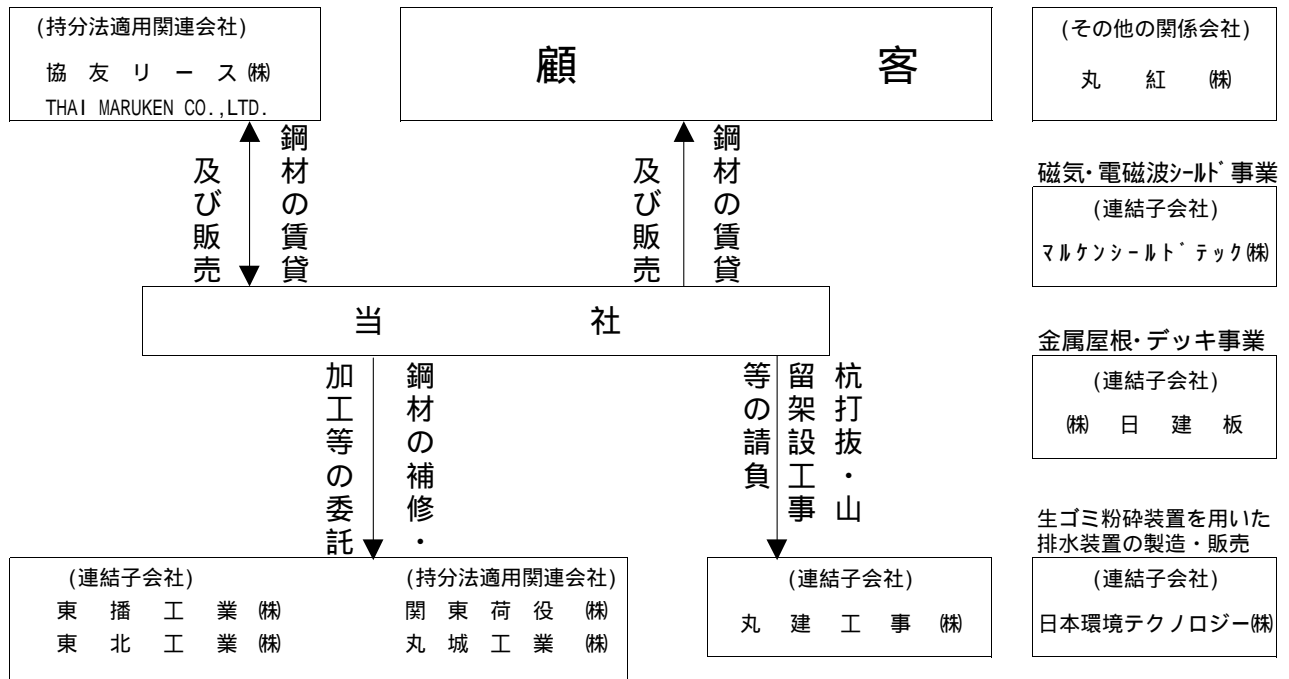 (持分法適用関連会社)
協友リース㈱
THAI MARUKEN CO.,LTD.
顧客
(その他の関係会社)
丸紅㈱
鋼材の賃貸
及び販売
鋼材の賃貸
及び販売
磁気・電磁波ｼｰﾙﾄﾞ事業
(連結子会社)
マルケンシールドテック㈱
当社
金属屋根・デッキ事業
(連結子会社)
㈱日建板
鋼材の補修・
加工等の委託
杭打抜・山
留架設工事
等の請負
生ゴミ粉砕装置を用いた
排水装置の製造・販売
(連結子会社)
東播工業㈱
東北工業㈱
(持分法適用関連会社)
関東荷役㈱
丸城工業㈱
(連結子会社)
丸建工事㈱
(連結子会社)
日本環境テクノロジー㈱